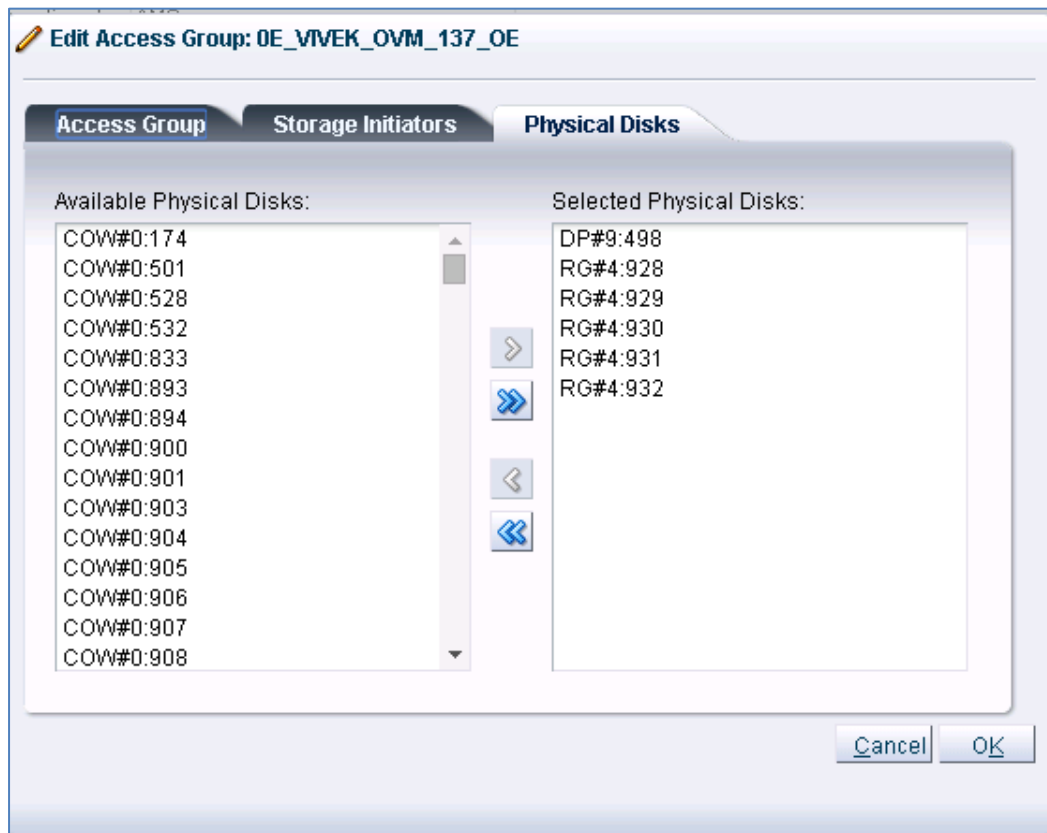 Edit Access Group: 0E_VIVEK_OVM_137_OE
Access Group
Storage Initiators
Physical Disks
Available Physical Disks:
COW#0:174
COW#0:501
COW#0:528
COW#0:532
COW#0:833
COW#0:893
COW#0:894
COW#0:900
COW#0:901
COW#0:903
COW#0:904
COW#0:905
COW#0:906
COW#0:907
COW#0:908
Selected Physical Disks:
DP#9:498
RG#4:928
RG#4:929
RG#4:930
RG#4:931
RG#4:932
Cancel
OK